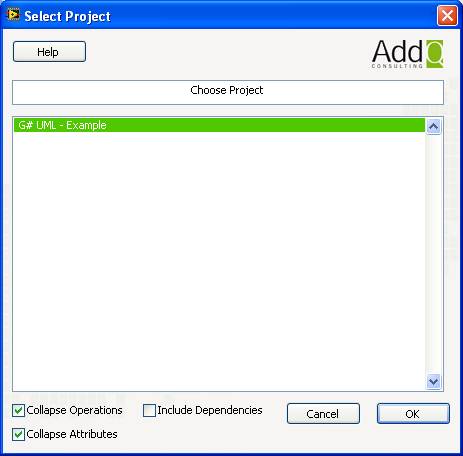 Select Project
Help
AddQ
CONSULTING
Choose Project
G# UML - Example
Collapse Operations
Include Dependencies
Cancel
OK
Collapse Attributes